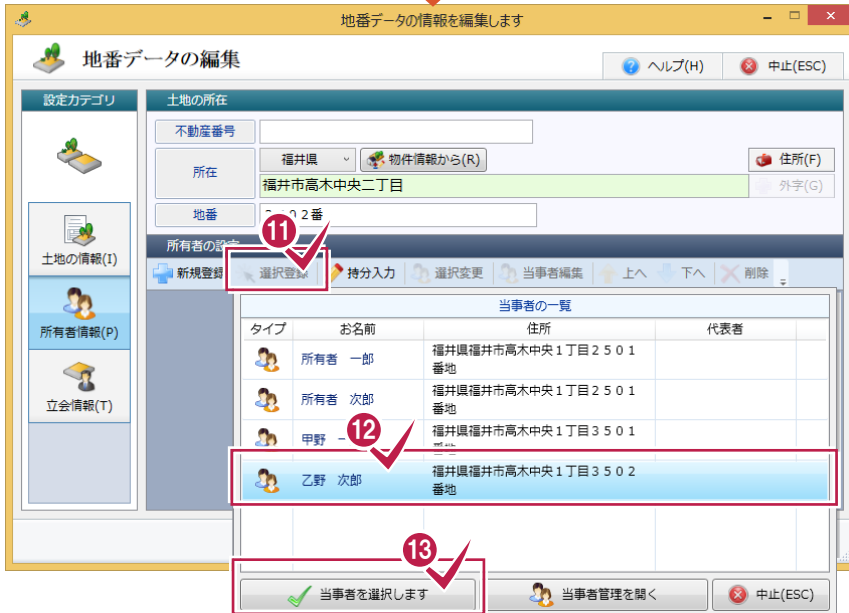 地番データの情報を編集します
地番データの編集
ヘルプ(H)
中止(ESC)
設定カテゴリ
土地の情報(I)
所有者情報(P)
立会情報(T)
土地の所在
不動産番号
所在
福井県
物件情報から(R)
住所(F)
福井市高木中央二丁目
外字(G)
地番
０２番
所有者の設定
⑪
新規登録
選択登録
持分入力
選択変更
当事者編集
上へ
下へ
削除
当事者の一覧
タイプ
お名前
住所
代表者
所有者　一郎
福井県福井市高木中央１丁目２５０１
番地
所有者　次郎
福井県福井市高木中央１丁目２５０１
番地
⑫
甲野
福井県福井市高木中央１丁目３５０１
乙野　次郎
福井県福井市高木中央１丁目３５０２
番地
⑬
当事者を選択します
当事者管理を開く
中止(ESC)